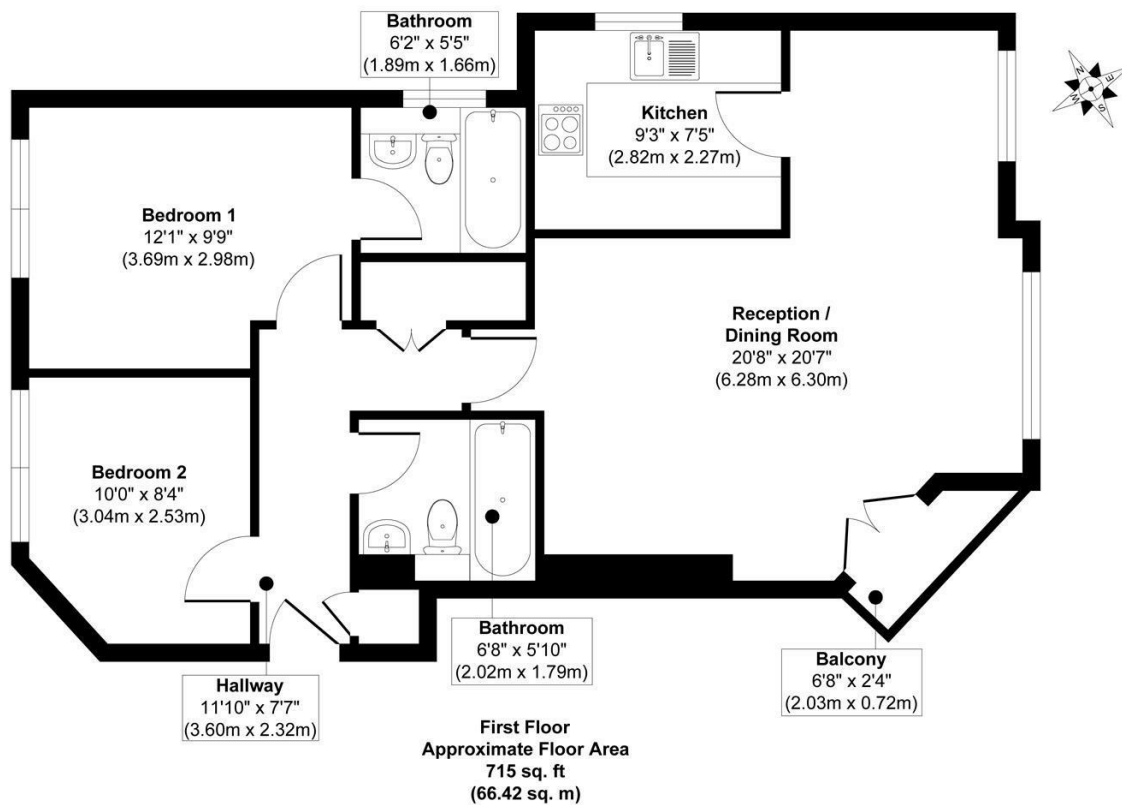 Bathroom
6'2" x 5'5"
(1.89m x 1.66m)
Kitchen
9'3" x 7'5"
(2.82m x 2.27m)
N
E
S
W
Bedroom 1
12'1" x 9'9"
(3.69m x 2.98m)
Reception /
Dining Room
20'8" x 20'7"
(6.28m x 6.30m)
Bedroom 2
10'0" x 8'4"
(3.04m x 2.53m)
Bathroom
6'8" x 5'10"
(2.02m x 1.79m)
Hallway
11'10" x 7'7"
(3.60m x 2.32m)
Balcony
6'8" x 2'4"
(2.03m x 0.72m)
First Floor
Approximate Floor Area
715 sq. ft
(66.42 sq. m)